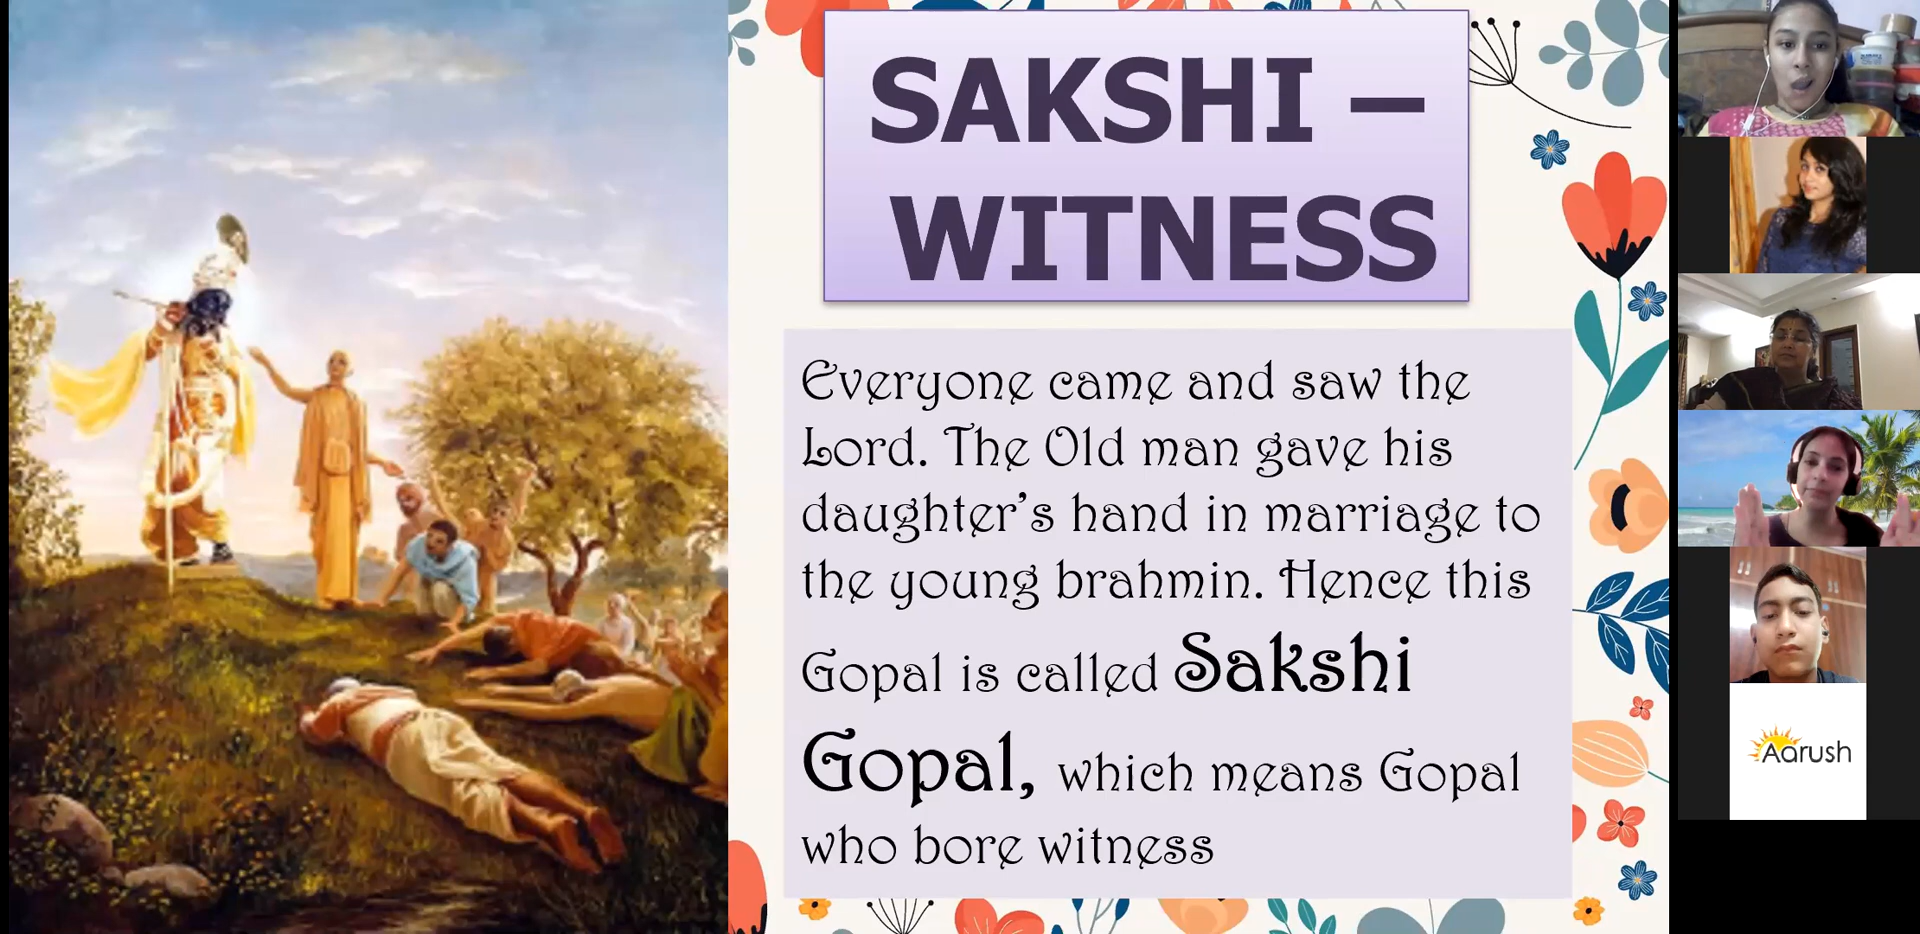 SAKSHI –
WITNESS
Everyone came and saw the
Lord. The Old man gave his
daughter’s hand in marriage to
the young brahmin. Hence this
Gopal is called Sakshi
Gopal, which means Gopal
who bore witness
Aarush